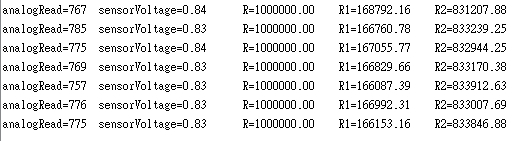 analogRead=767 sensorVoltage=0.84 R=1000000.00 R1=168792.16 R2=831207.88
analogRead=785 sensorVoltage=0.83 R=1000000.00 R1=166760.78 R2=833239.25
analogRead=775 sensorVoltage=0.84 R=1000000.00 R1=167055.77 R2=832944.25
analogRead=769 sensorVoltage=0.83 R=1000000.00 R1=166829.66 R2=833170.38
analogRead=757 sensorVoltage=0.83 R=1000000.00 R1=166087.39 R2=833912.63
analogRead=776 sensorVoltage=0.83 R=1000000.00 R1=166992.31 R2=833007.69
analogRead=775 sensorVoltage=0.83 R=1000000.00 R1=166153.16 R2=833846.88